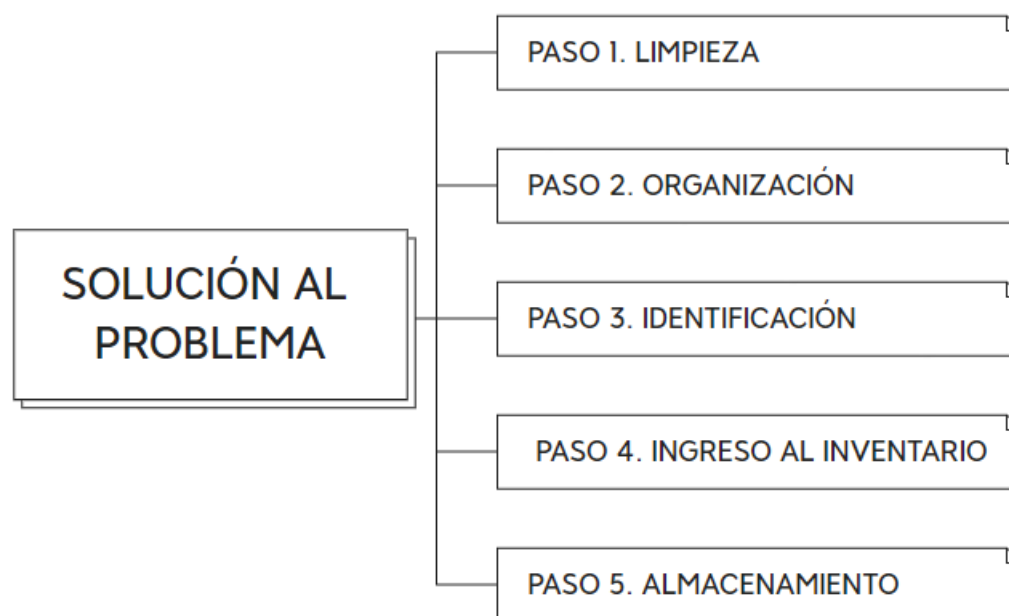 PASO 1. LIMPIEZA
PASO 2. ORGANIZACIÓN
SOLUCIÓN AL
PROBLEMA
PASO 3. IDENTIFICACIÓN
PASO 4. INGRESO AL INVENTARIO
PASO 5. ALMACENAMIENTO